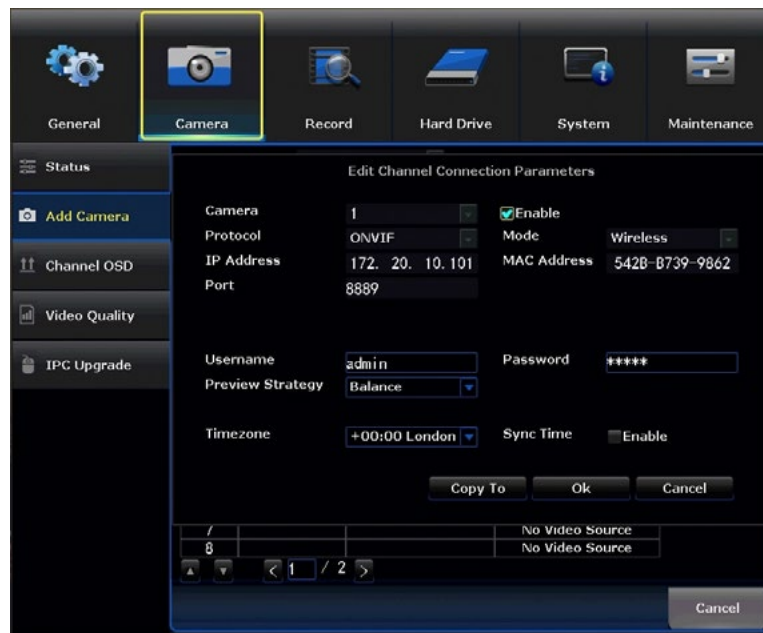 General Camera Record Hard Drive System Maintenance
Status
Add Camera
Channel OSD
Video Quality
IPC Upgrade
Edit Channel Connection Parameters
Camera 1 Enable
Protocol ONVIF Mode Wireless
IP Address 172. 20. 10. 101 MAC Address 542B-B739-9862
Port 8889
Username admin Password *****
Preview Strategy Balance
Timezone +00:00 London Sync Time Enable
Copy To Ok Cancel
7 No Video Source
8 No Video Source
1 / 2
Cancel